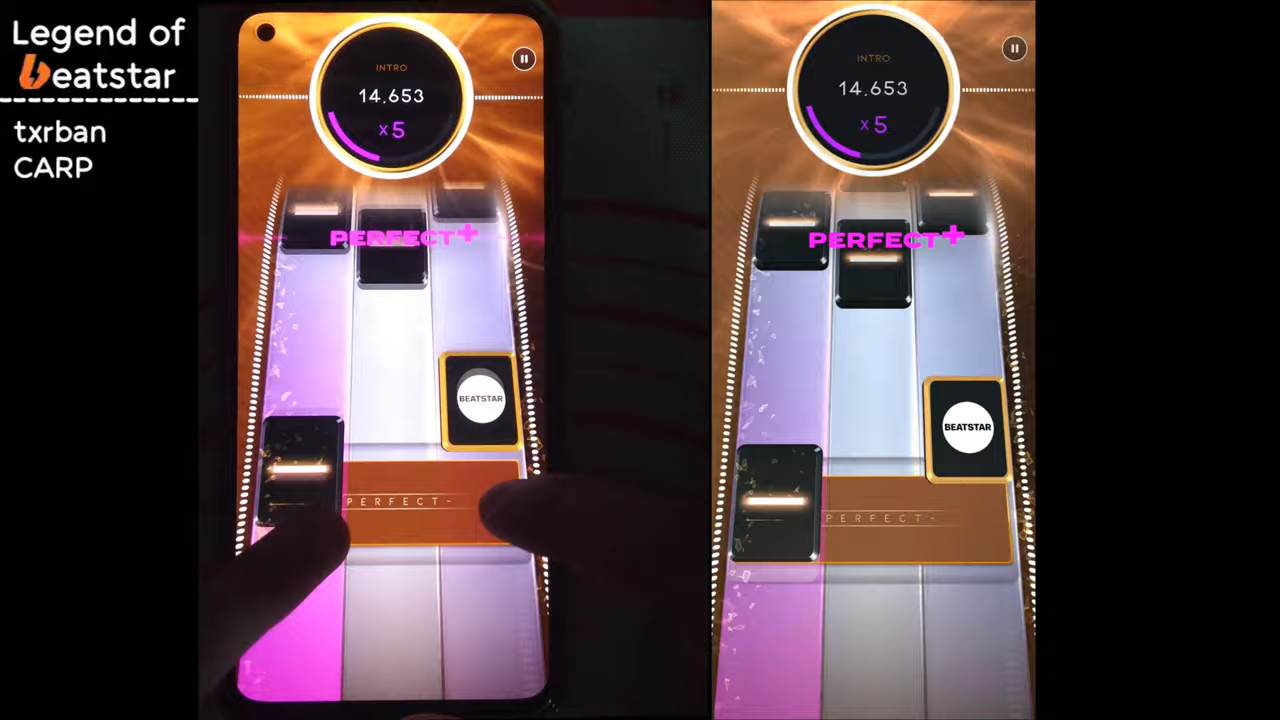 Legend of
beatstar
txrban
CARP
INTRO
14.653
x5
PERFECT+
BEATSTAR
PERFECT-
INTRO
14.653
x5
PERFECT+
BEATSTAR
PERFECT-